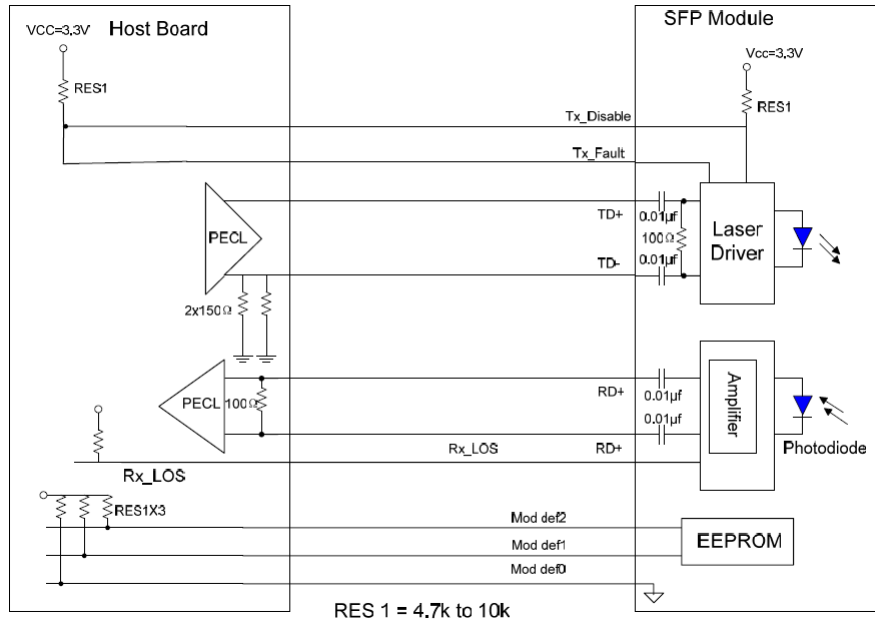 Host Board
SFP Module
VCC=3.3V
Vcc=3.3V
RES1
RES1
Tx_Disable
Tx_Fault
PECL
TD+
0.01µf
100Ω
0.01µf
TD-
Laser
Driver
2x150Ω
PECL
100Ω
RD+
0.01µf
0.01µf
RD+
Amplifier
Photodiode
Rx_LOS
Rx_LOS
RES1X3
Mod def2
Mod def1
Mod def0
EEPROM
RES 1 = 4.7k to 10k